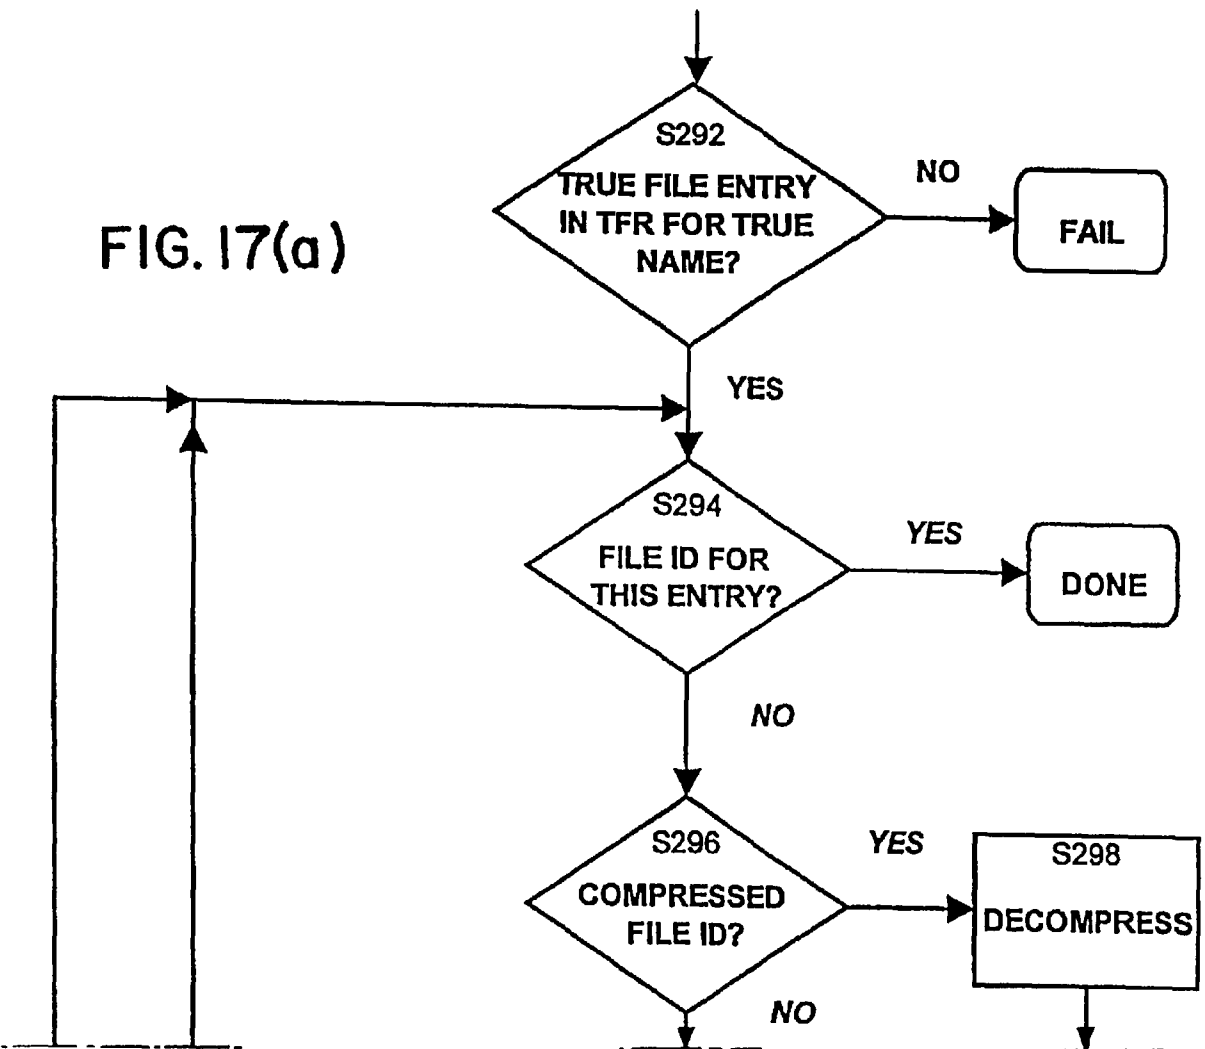 S292
TRUE FILE ENTRY
IN TFR FOR TRUE
NAME?
NO
FAIL
FIG. 17(a)
YES
S294
FILE ID FOR
THIS ENTRY?
YES
DONE
NO
S296
COMPRESSED
FILE ID?
YES
S298
DECOMPRESS
NO